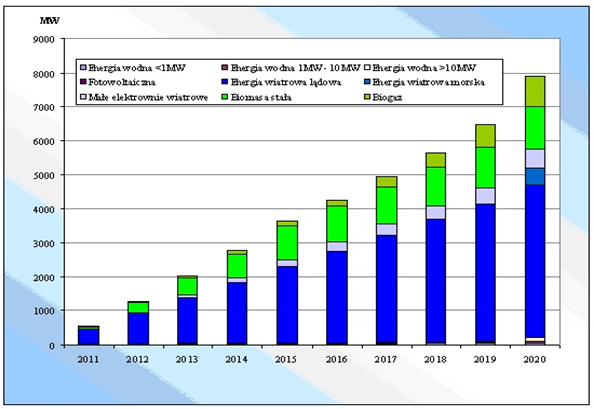 MW
9000
8000
7000
6000
5000
4000
3000
2000
1000
0
Energia wodna <1MW Energia wodna 1MW - 10 MW Energia wodna >10MW
Fotowoltaiczna Energia wiatrowa lądowa Energia wiatrowa morska
Małe elektrownie wiatrowe Biomasa stała Biogaz
2011 2012 2013 2014 2015 2016 2017 2018 2019 2020